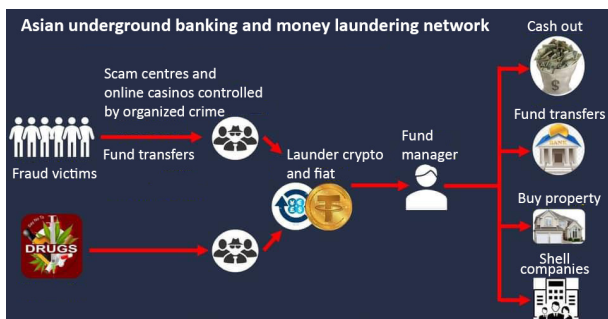 Asian underground banking and money laundering network
Cash out
Scam centres and
online casinos controlled
by organized crime
Fund transfers
Fraud victims
Launder crypto
and fiat
Fund
manager
Fund transfers
BANK
Buy property
DRUGS
Shell
companies